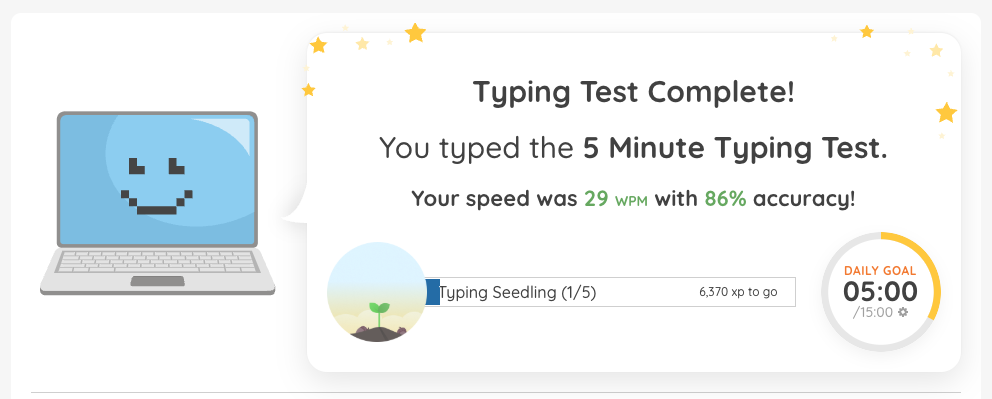 Typing Test Complete!
You typed the 5 Minute Typing Test.
Your speed was 29 WPM with 86% accuracy!
Typing Seedling (1/5)
6,370 xp to go
DAILY GOAL
05:00
/15:00